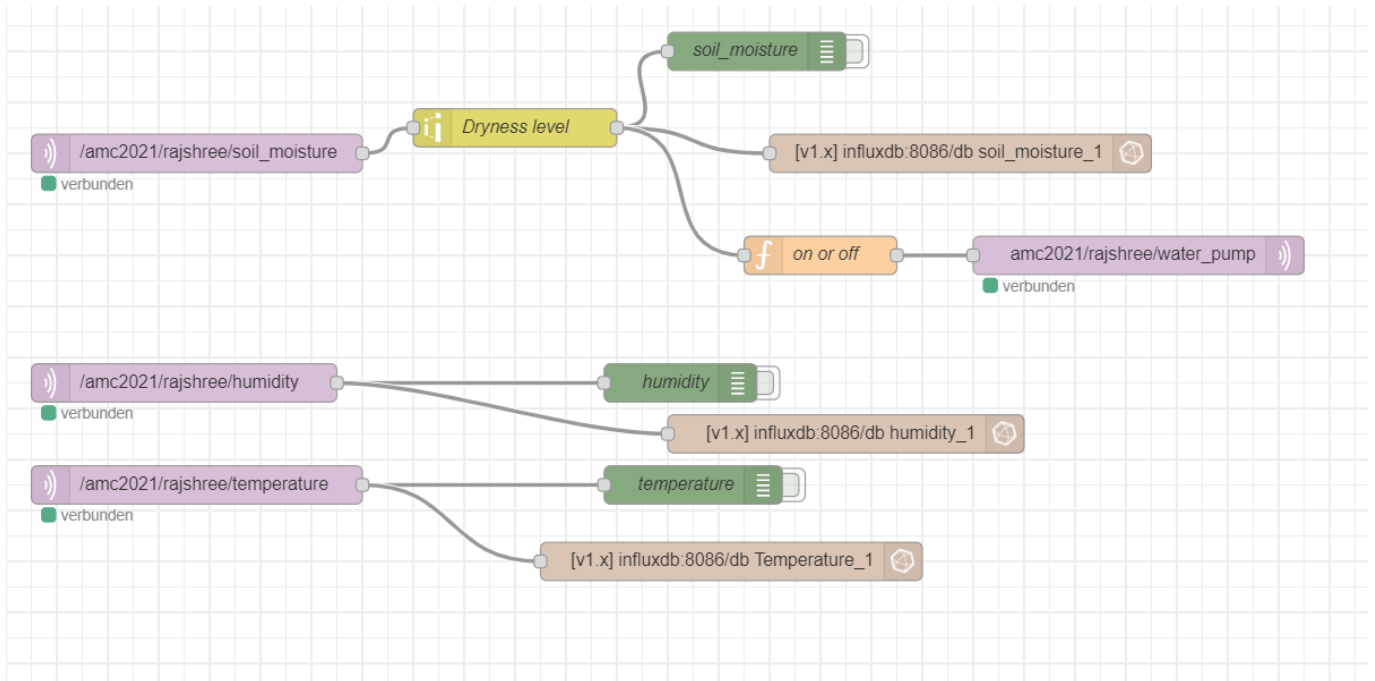 soil_moisture
Dryness level
/amc2021/rajshree/soil_moisture
verbunden
[v1.x] influxdb:8086/db soil_moisture_1
on or off
amc2021/rajshree/water_pump
verbunden
/amc2021/rajshree/humidity
verbunden
humidity
[v1.x] influxdb:8086/db humidity_1
/amc2021/rajshree/temperature
verbunden
temperature
[v1.x] influxdb:8086/db Temperature_1